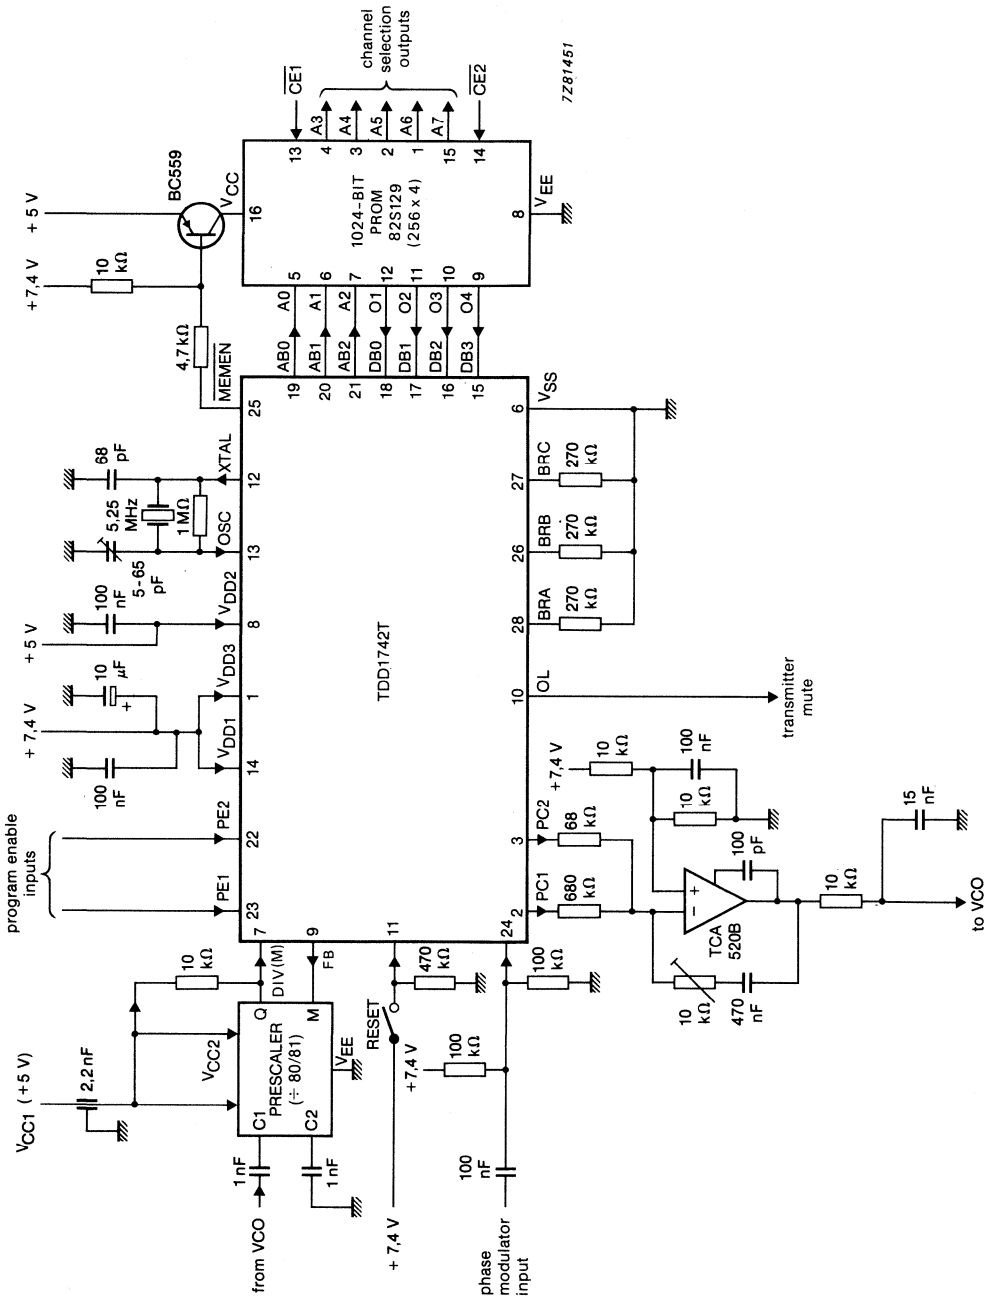 program enable
inputs
+ 7,4 V
+ 5 V
100
nF
10
µF
+
100
nF
5-65
pF
5,25
MHz
1 MΩ
68
pF
4,7 kΩ
+7,4 V
10
kΩ
+ 5 V
BC559
VCC
PE1
PE2
VDD1
VDD3
VDD2
OSC
XTAL
MEMEN
23
22
14
1
8
13
12
25
TDD1742T
7
9
11
24
2
3
10
28
26
27
6
19
20
21
18
17
16
15
AB0
AB1
AB2
DB0
DB1
DB2
DB3
A0
A1
A2
O1
O2
O3
O4
5
6
7
12
11
10
9
16
1024-BIT
PROM
82S129
(256 x 4)
8
VEE
13
4
3
2
1
15
14
CE1
A3
A4
A5
A6
A7
CE2
channel
selection
outputs
7Z81451
VCC1 (+5 V)
2,2nF
10
kΩ
VCC2
DIV(M)
FB
Q
M
PRESCALER
(÷ 80/81)
C1
C2
VEE
1 nF
1 nF
from VCO
RESET
470
kΩ
+ 7,4 V
+7,4 V
100
kΩ
100
kΩ
100
nF
phase
modulator
input
PC1
PC2
680
kΩ
68
kΩ
+7,4 V
10
kΩ
10
kΩ
100
nF
−
+
TCA
520B
100
pF
10
kΩ
470
nF
10
kΩ
15
nF
to VCO
OL
transmitter
mute
BRA
BRB
BRC
VSS
270
kΩ
270
kΩ
270
kΩ